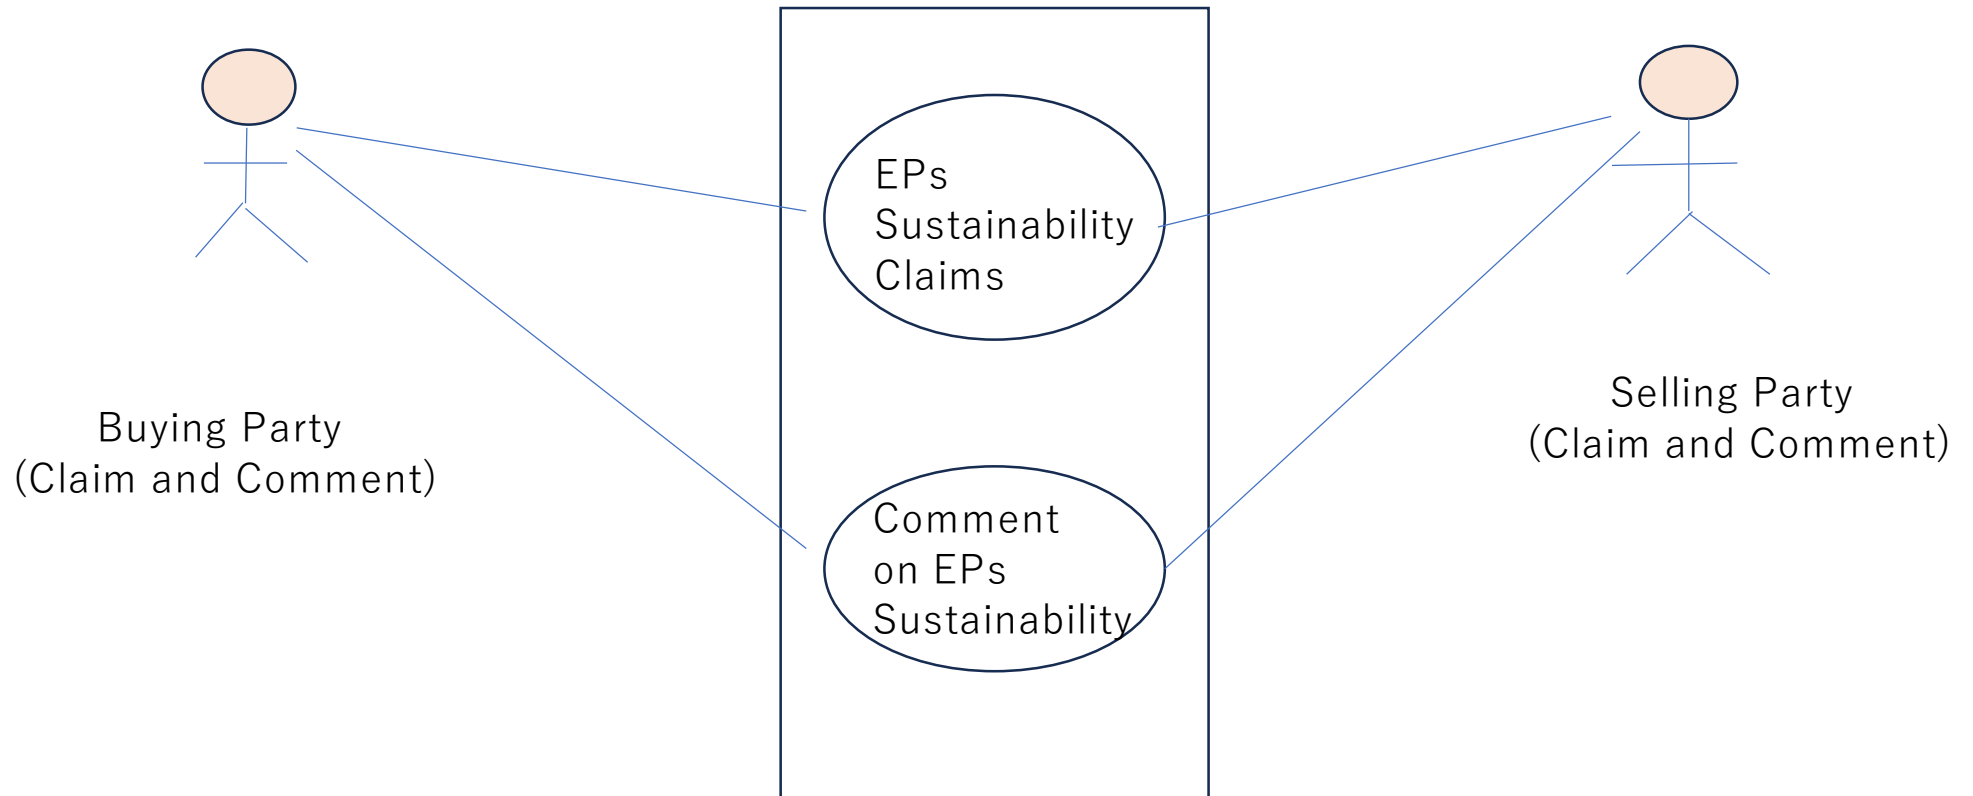 EPs
Sustainability
Claims
Buying Party
(Claim and Comment)
Selling Party
(Claim and Comment)
Comment
on EPs
Sustainability